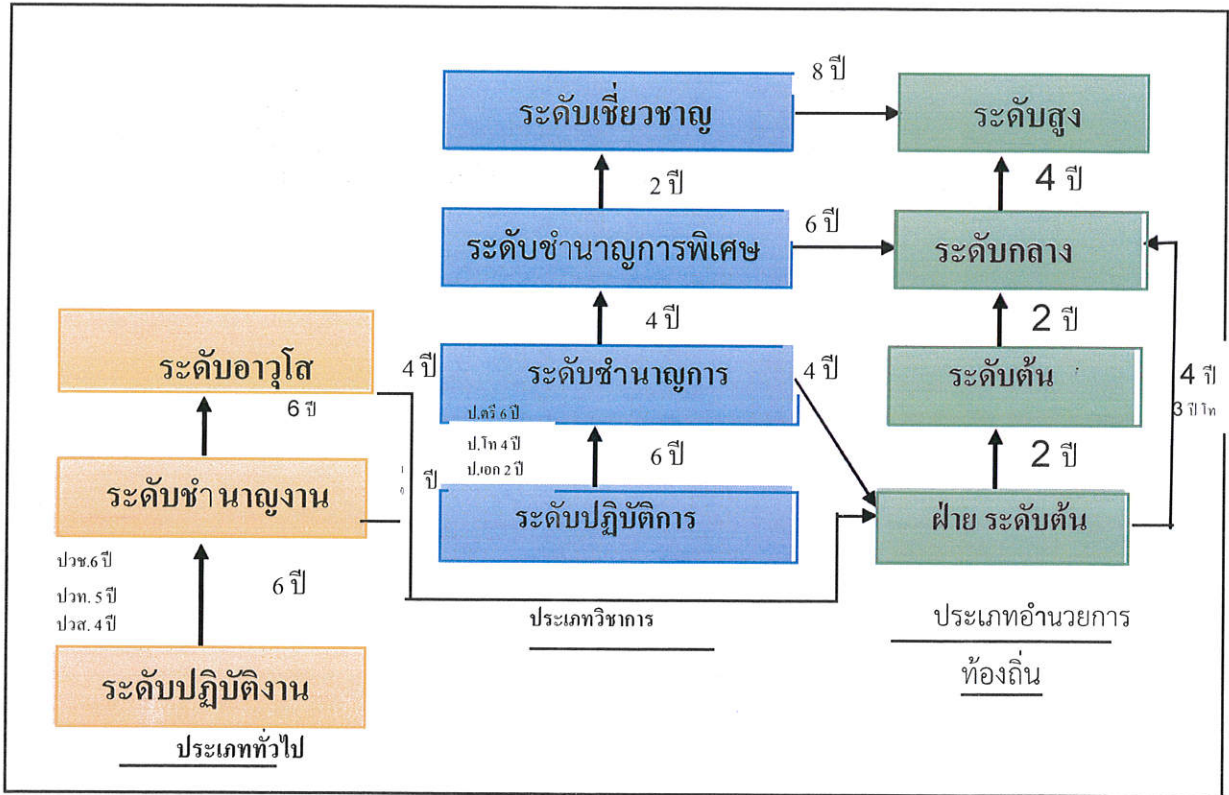 8 ปี
ระดับเชี่ยวชาญ
ระดับสูง
2 ปี
4 ปี
6 ปี
ระดับชำนาญการพิเศษ
ระดับกลาง
4 ปี
2 ปี
ระดับอาวุโส
4 ปี
ระดับชำนาญการ
4 ปี
ระดับต้น
4 ปี
3 ปี โท
6 ปี
ป.ตรี 6 ปี
ป.โท 4 ปี
ป.เอก 2 ปี
6 ปี
2 ปี
ระดับชำนาญงาน
ปี
ระดับปฏิบัติการ
ฝ่าย ระดับต้น
ปวช.6 ปี
ปวท. 5 ปี
ปวส. 4 ปี
6 ปี
ประเภทวิชาการ
ประเภทอำนวยการ
ท้องถิ่น
ระดับปฏิบัติงาน
ประเภททั่วไป